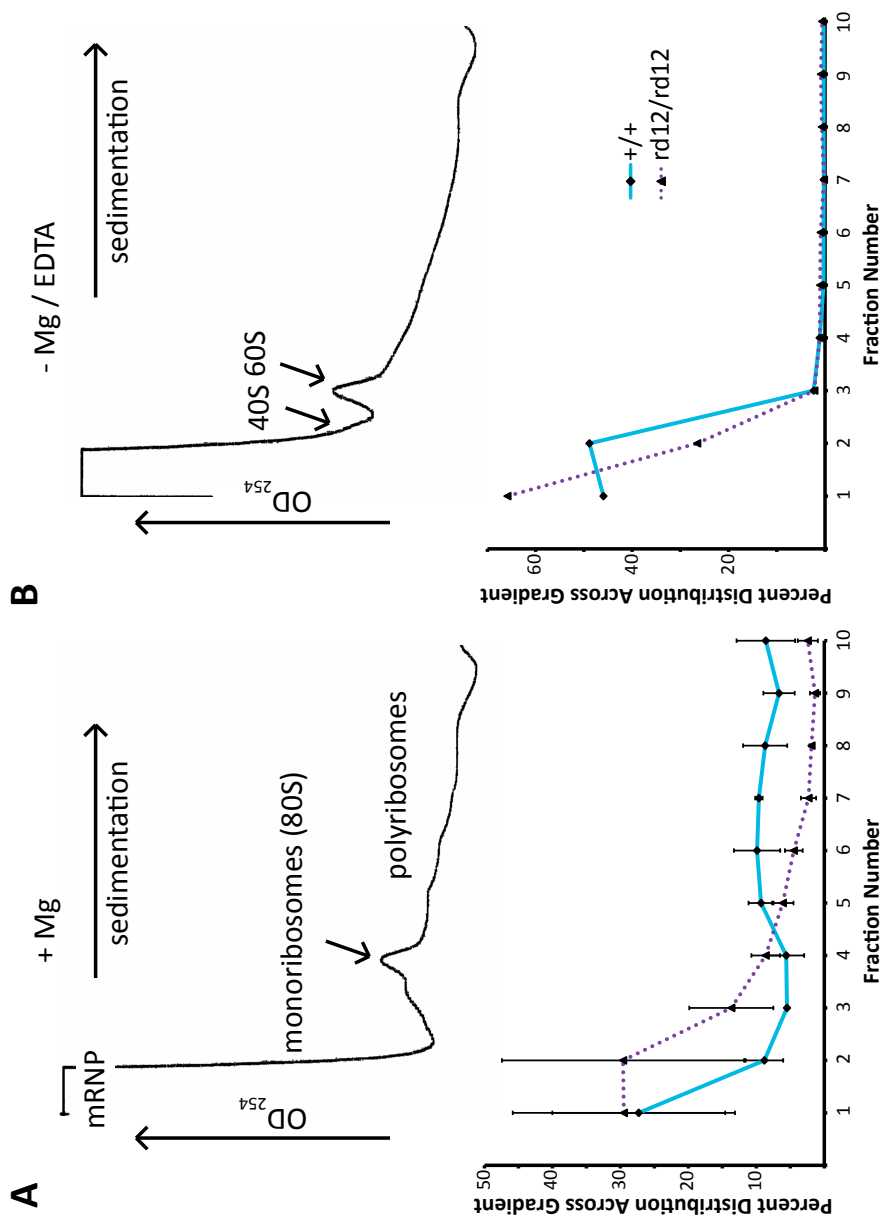 A
+ Mg
mRNP
sedimentation
OD254
monoribosomes (80S)
polyribosomes
Percent Distribution Across Gradient
50
40
30
20
10
1 2 3 4 5 6 7 8 9 10
Fraction Number
B
- Mg / EDTA
sedimentation
OD254
40S 60S
+/+
rd12/rd12
Percent Distribution Across Gradient
60
40
20
1 2 3 4 5 6 7 8 9 10
Fraction Number